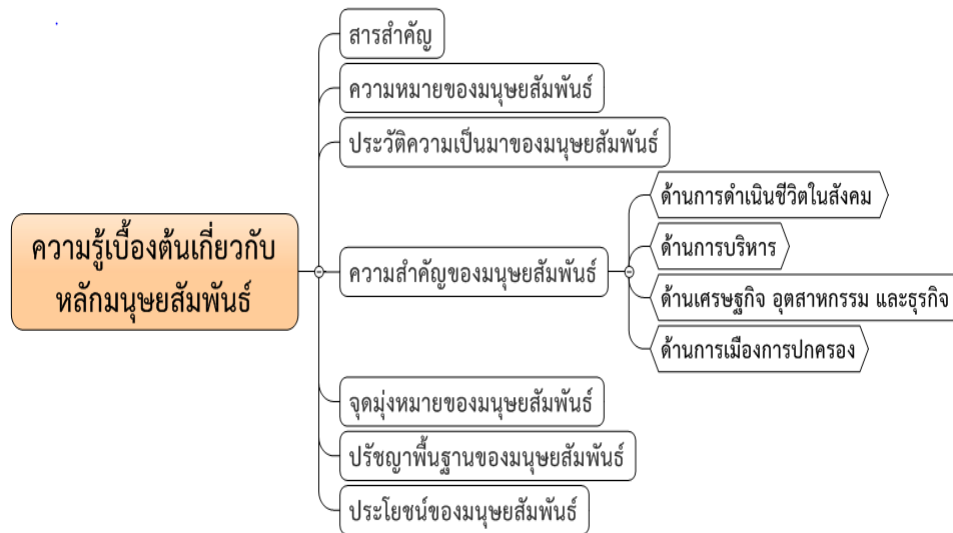 ความรู้เบื้องต้นเกี่ยวกับ
หลักมนุษยสัมพันธ์
สารสำคัญ
ความหมายของมนุษยสัมพันธ์
ประวัติความเป็นมาของมนุษยสัมพันธ์
ความสำคัญของมนุษยสัมพันธ์
ด้านการดำเนินชีวิตในสังคม
ด้านการบริหาร
ด้านเศรษฐกิจ อุตสาหกรรม และธุรกิจ
ด้านการเมืองการปกครอง
จุดมุ่งหมายของมนุษยสัมพันธ์
ปรัชญาพื้นฐานของมนุษยสัมพันธ์
ประโยชน์ของมนุษยสัมพันธ์